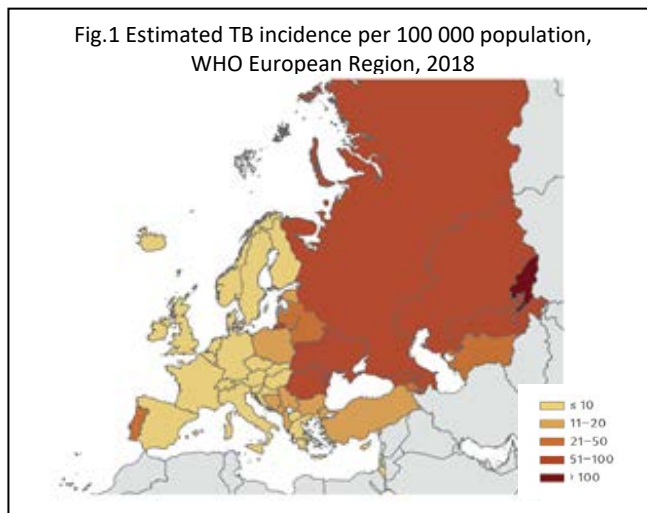 Fig.1 Estimated TB incidence per 100 000 population,
WHO European Region, 2018
≤ 10
11–20
21–50
51–100
> 100